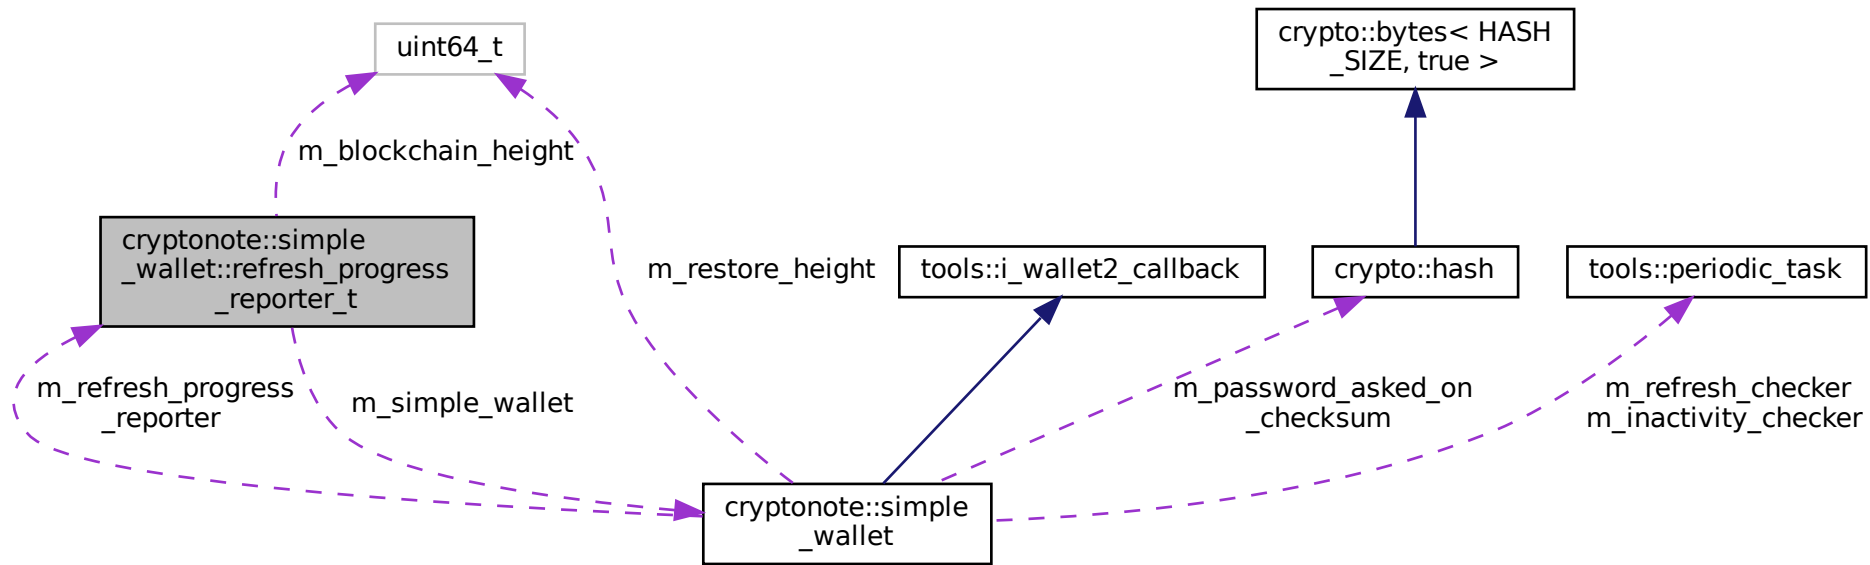 uint64_t
crypto::bytes< HASH
_SIZE, true >
m_blockchain_height
cryptonote::simple
_wallet::refresh_progress
_reporter_t
m_restore_height
tools::i_wallet2_callback
crypto::hash
tools::periodic_task
m_refresh_progress
_reporter
m_simple_wallet
m_password_asked_on
_checksum
m_refresh_checker
m_inactivity_checker
cryptonote::simple
_wallet